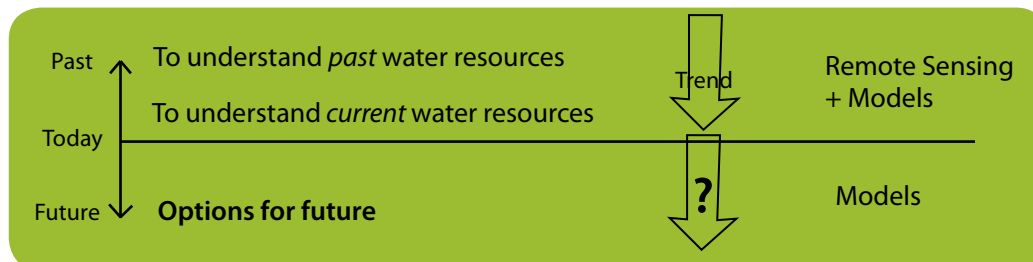 Past
To understand past water resources
Trend
Remote Sensing
+ Models
To understand current water resources
Today
Future
Options for future
?
Models